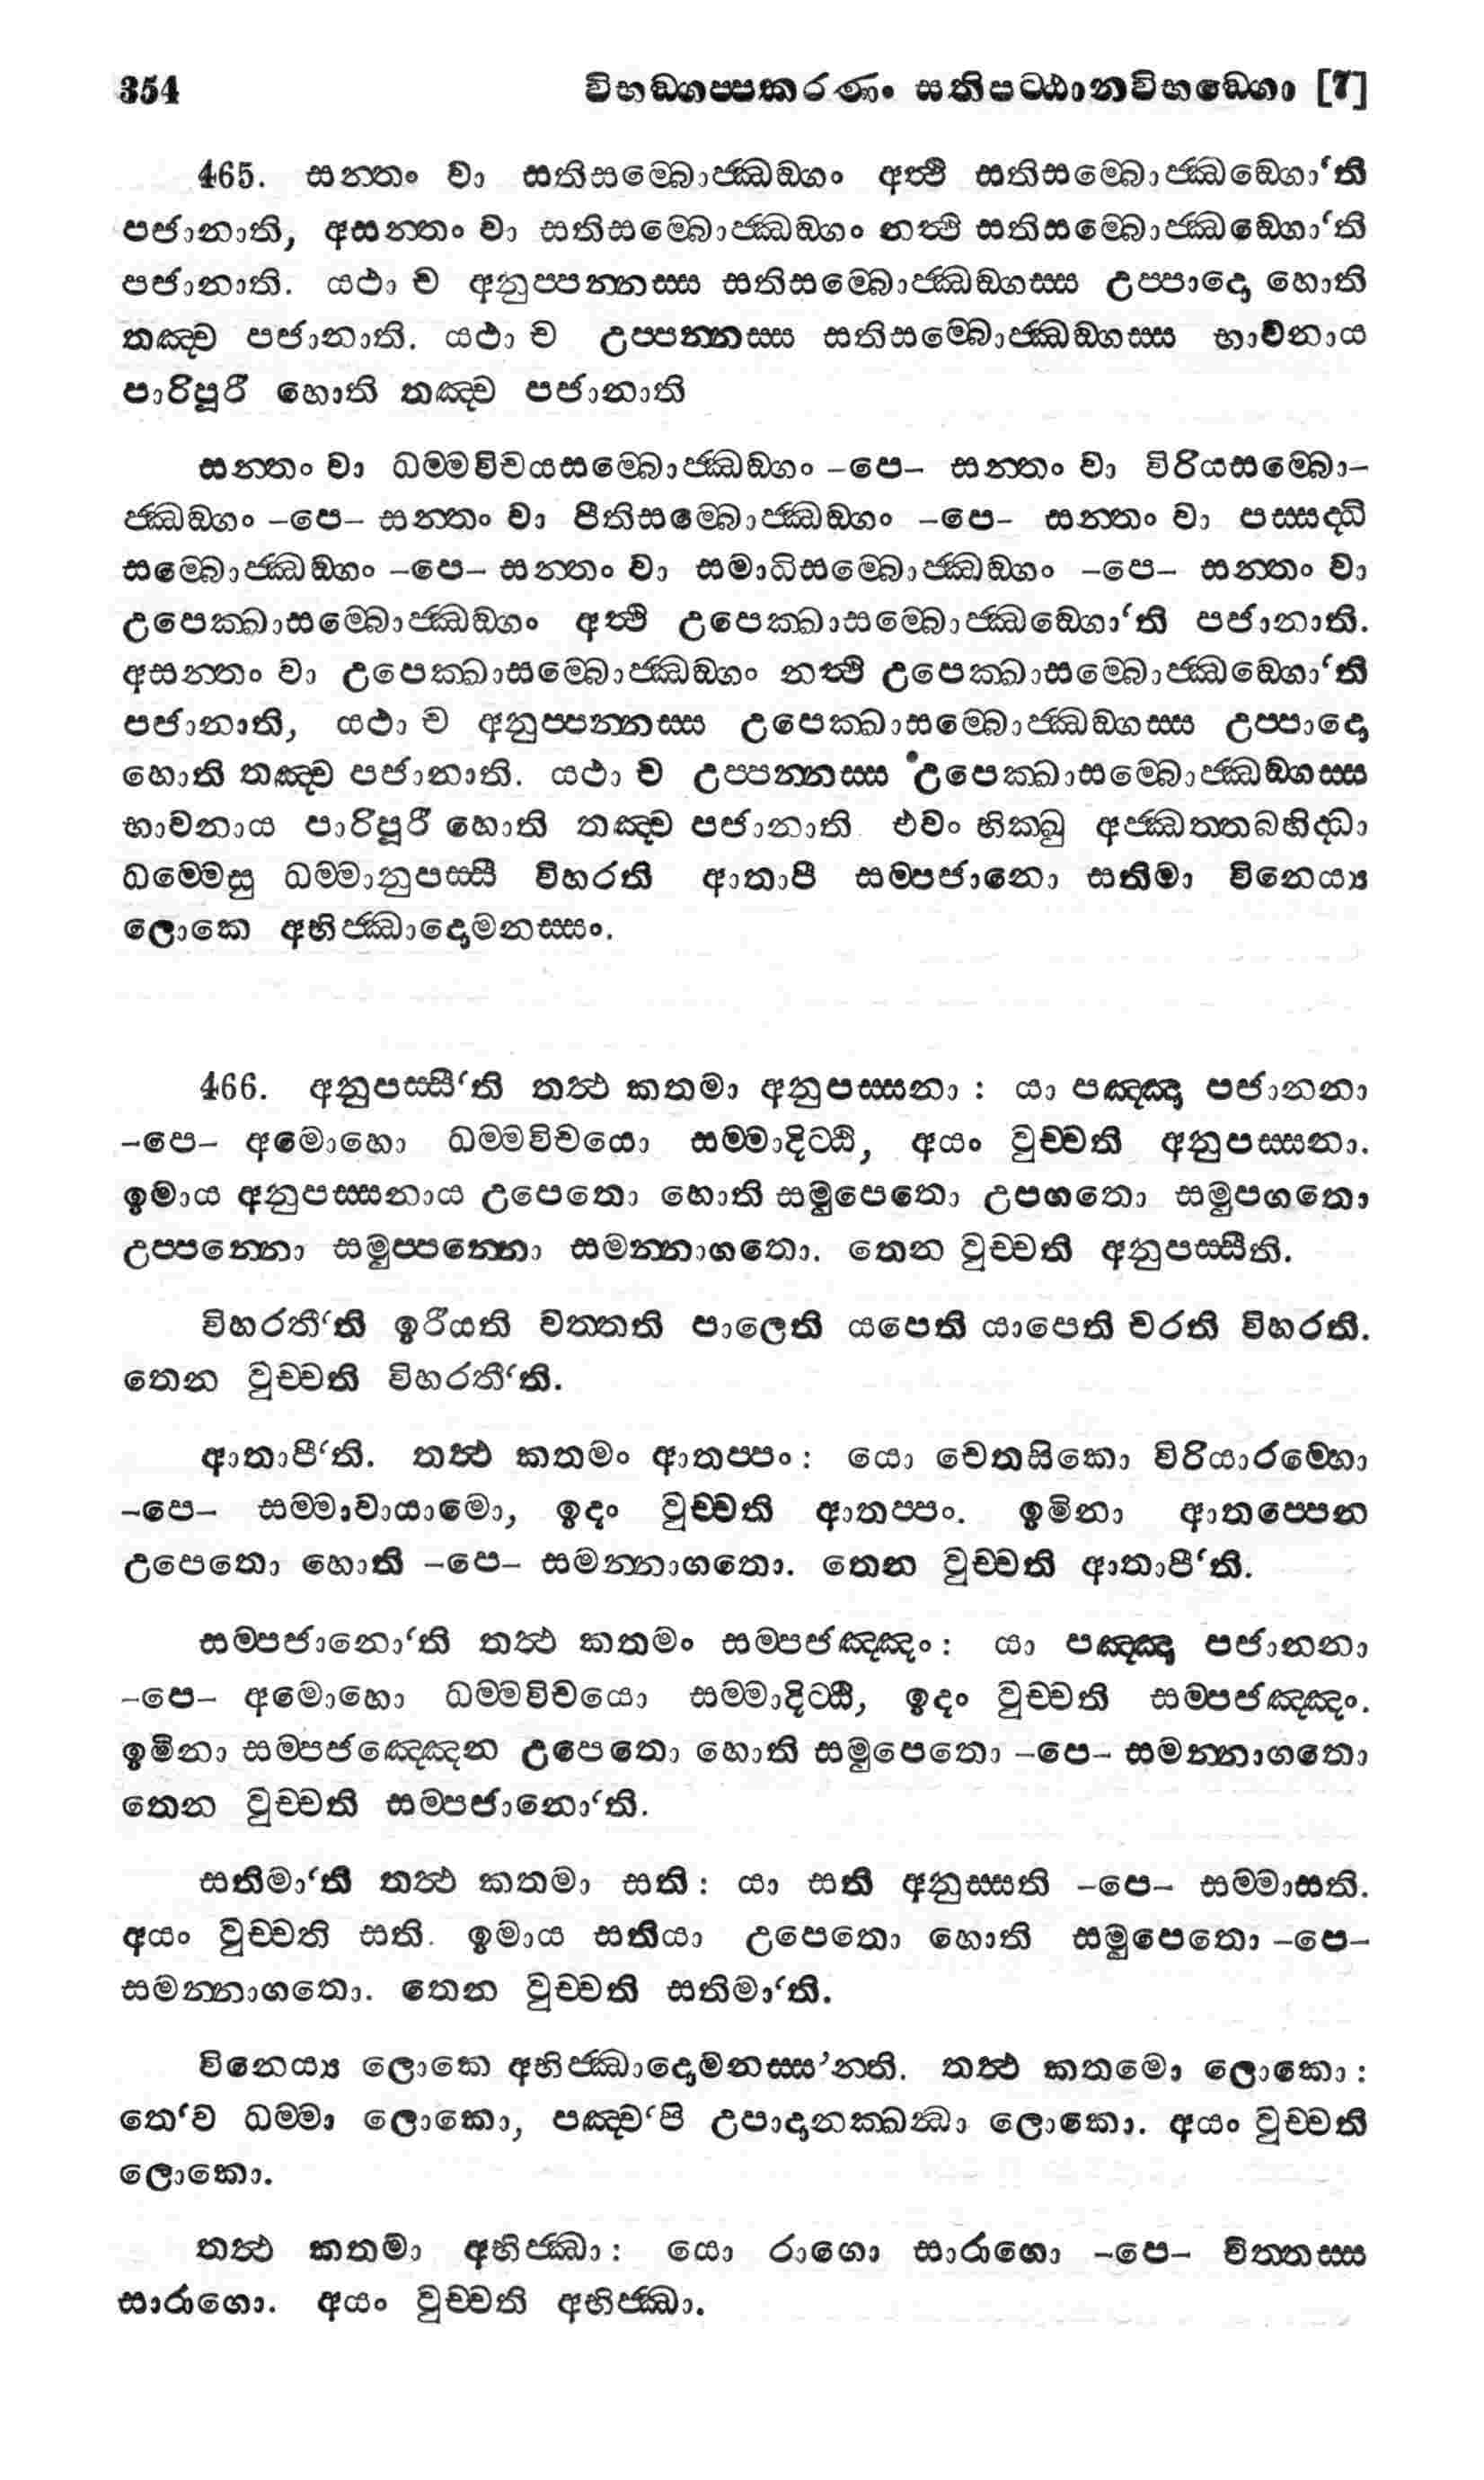 354 විභඞ්ගප්පකරණං සතිපට්ඨානවිභඞ්ගො [7]
465. සන්තං වා සතිසම්බොජ්ඣඞ්ගං අත්ථි සතිසම්බොජ්ඣඞ්ගො‘ති
පජානාති, අසන්තං වා සතිසම්බොජ්ඣඞ්ගං නත්ථි සතිසම්බොජ්ඣඞ්ගො‘ති
පජානාති. යථා ච අනුප්පන්නස්ස සතිසම්බොජ්ඣඞ්ගස්ස උප්පාදො හොති
තඤ්ච පජානාති. යථා ච උප්පන්නස්ස සතිසම්බොජ්ඣඞ්ගස්ස භාවනාය
පාරිපූරී හොති තඤ්ච පජානාති
සන්තං වා ධම්මවිචයසම්බොජ්ඣඞ්ගං –පෙ– සන්තං වා විරියසම්බො–
ජ්ඣඞ්ගං –පෙ– සන්තං වා පීතිසම්බොජ්ඣඞ්ගං –පෙ– සන්තං වා පස්සද්ධි
සම්බොජ්ඣඞ්ගං –පෙ– සන්තං වා සමාධිසම්බොජ්ඣඞ්ගං –පෙ– සන්තං වා
උපෙක්ඛාසම්බොජ්ඣඞ්ගං අත්ථි උපෙක්ඛාසම්බොජ්ඣඞ්ගො‘ති පජානාති.
අසන්තං වා උපෙක්ඛාසම්බොජ්ඣඞ්ගං නත්ථි උපෙක්ඛාසම්බොජ්ඣඞ්ගො‘ති
පජානාති, යථා ච අනුප්පන්නස්ස උපෙක්ඛාසම්බොජ්ඣඞ්ගස්ස උප්පාදො
හොති තඤ්ච පජානාති. යථා ච උප්පන්නස්ස උපෙක්ඛාසම්බොජ්ඣඞ්ගස්ස
භාවනාය පාරිපූරී හොති තඤ්ච පජානාති. එවං භික්ඛු අජ්ඣත්තබහිද්ධා
ධම්මෙසු ධම්මානුපස්සී විහරති ආතාපී සම්පජානො සතිමා විනෙය්‍ය
ලොකෙ අභිජ්ඣාදොමනස්සං.
466. අනුපස්සී‘ති තත්ථ කතමා අනුපස්සනා : යා පඤ්ඤා පජානනා
–පෙ– අමොහො ධම්මවිචයො සම්මාදිට්ඨි, අයං වුච්චති අනුපස්සනා.
ඉමාය අනුපස්සනාය උපෙතො හොති සමුපෙතො උපගතො සමුපගතො
උප්පන්නො සමුප්පන්නො සමන්නාගතො. තෙන වුච්චති අනුපස්සීති.
විහරතී‘ති ඉරීයති වත්තති පාලෙති යපෙති යාපෙති චරති විහරති.
තෙන වුච්චති විහරතී‘ති.
ආතාපී‘ති. තත්ථ කතමං ආතප්පං : යො චෙතසිකො විරියාරම්භො
–පෙ– සම්මාවායාමො, ඉදං වුච්චති ආතප්පං. ඉමිනා ආතප්පෙන
උපෙතො හොති –පෙ– සමන්නාගතො. තෙන වුච්චති ආතාපී‘ති.
සම්පජානො‘ති තත්ථ කතමං සම්පජඤ්ඤං : යා පඤ්ඤා පජානනා
–පෙ– අමොහො ධම්මවිචයො සම්මාදිට්ඨි, ඉදං වුච්චති සම්පජඤ්ඤං.
ඉමිනා සම්පජඤ්ඤෙන උපෙතො හොති සමුපෙතො –පෙ– සමන්නාගතො
තෙන වුච්චති සම්පජානො‘ති.
සතිමා‘ති තත්ථ කතමා සති : යා සති අනුස්සති –පෙ– සම්මාසති.
අයං වුච්චති සති. ඉමාය සතියා උපෙතො හොති සමුපෙතො –පෙ–
සමන්නාගතො. තෙන වුච්චති සතිමා‘ති.
විනෙය්‍ය ලොකෙ අභිජ්ඣාදොමනස්ස’න්ති. තත්ථ කතමො ලොකො :
තෙ‘ව ධම්මා ලොකො, පඤ්ච‘පි උපාදානක්ඛන්ධා ලොකො. අයං වුච්චති
ලොකො.
තත්ථ කතමා අභිජ්ඣා : යො රාගො සාරාගො –පෙ– චිත්තස්ස
සාරාගො. අයං වුච්චති අභිජ්ඣා.